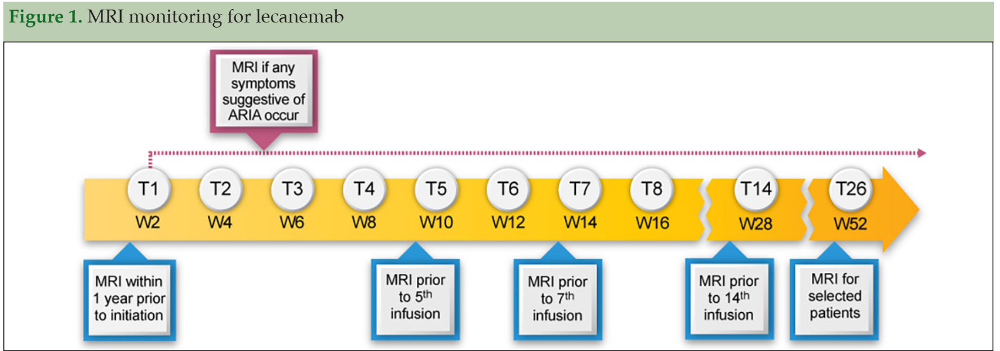 Figure 1. MRI monitoring for lecanemab
MRI if any
symptoms
suggestive of
ARIA occur
T1 T2 T3 T4 T5 T6 T7 T8 T14 T26
W2 W4 W6 W8 W10 W12 W14 W16 W28 W52
MRI within
1 year prior
to initiation
MRI prior
to 5th
infusion
MRI prior
to 7th
infusion
MRI prior
to 14th
infusion
MRI for
selected
patients